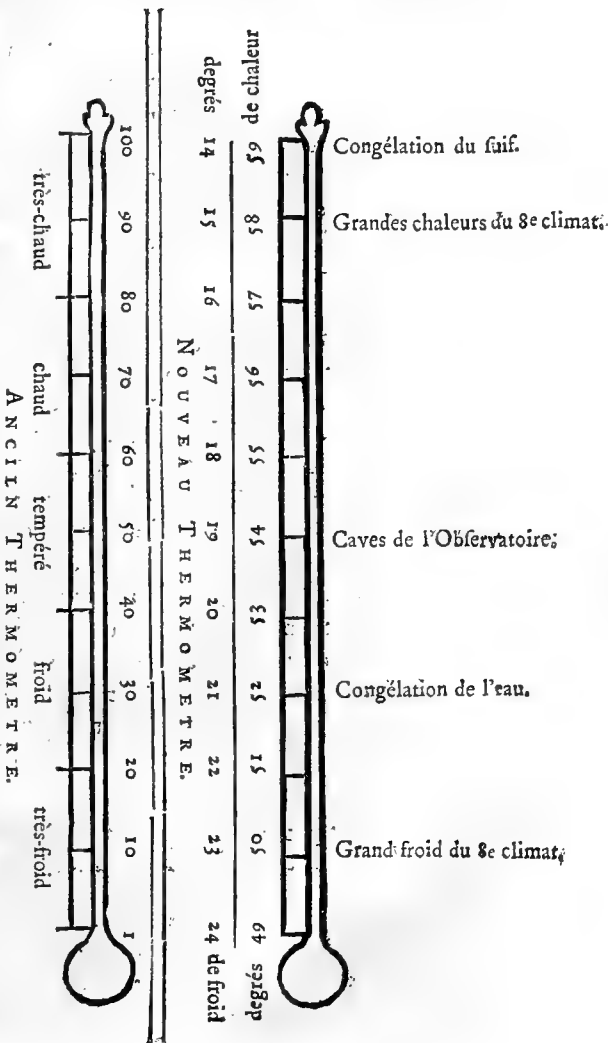 ANCIEN THERMOMETRE.
très-chaud
chaud
tempéré
froid
très-froid
100
90
80
70
60
50
40
30
20
10
1
NOUVEAU THERMOMETRE.
degrés 14 15 16 17 18 19 20 21 22 23 24 de froid
de chaleur 59 58 57 56 55 54 53 52 51 50 49 degrés
Congélation du ſuif.
Grandes chaleurs du 8e climat.
Caves de l'Obſervatoire;
Congélation de l'eau.
Grand froid du 8e climat,